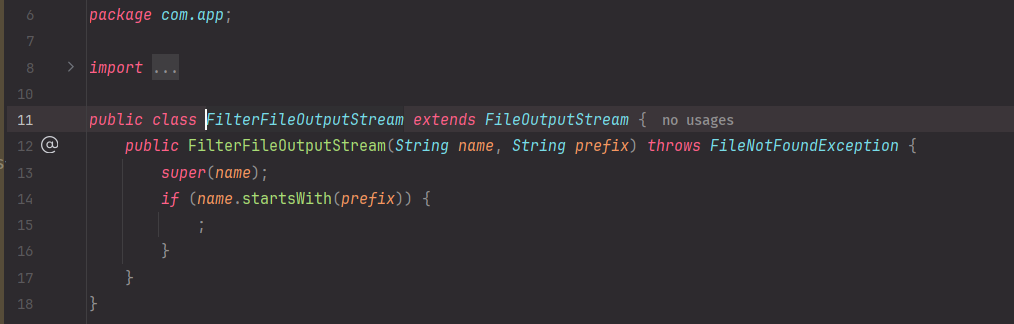 6 package com.app;
7
8 import ...
10
11 public class FilterFileOutputStream extends FileOutputStream { no usages
12 @ public FilterFileOutputStream(String name, String prefix) throws FileNotFoundException {
13 super(name);
14 if (name.startsWith(prefix)) {
15 ;
16 }
17 }
18 }